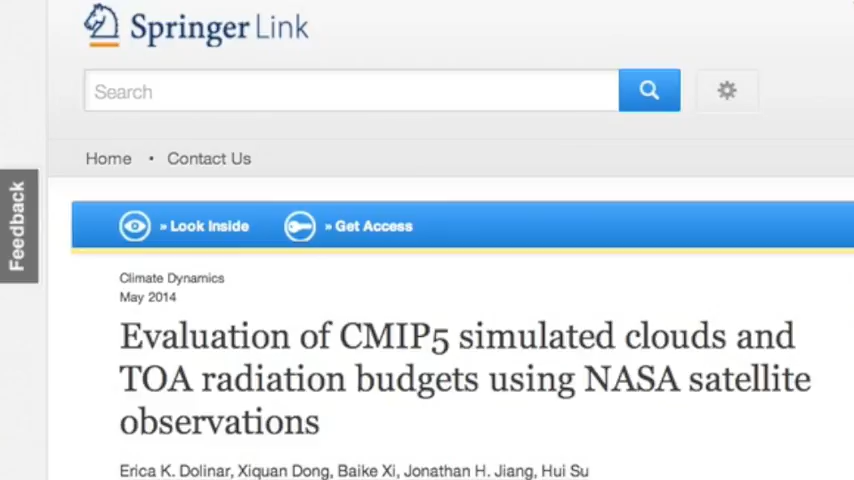 Springer Link
Search
Home • Contact Us
Feedback
» Look Inside » Get Access
Climate Dynamics
May 2014
Evaluation of CMIP5 simulated clouds and
TOA radiation budgets using NASA satellite
observations
Erica K. Dolinar, Xiquan Dong, Baike Xi, Jonathan H. Jiang, Hui Su